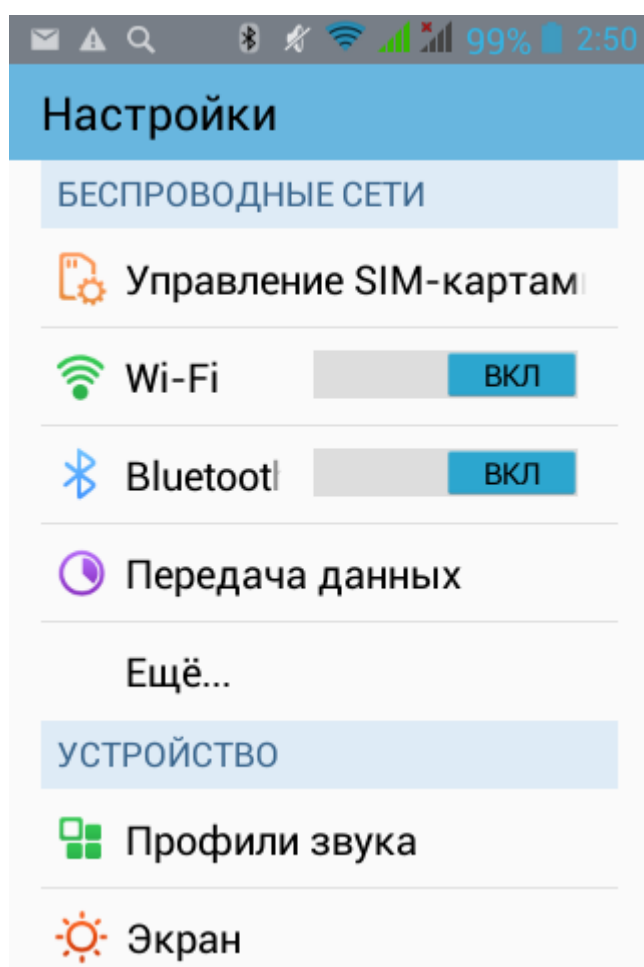 99% 2:50
Настройки
БЕСПРОВОДНЫЕ СЕТИ
Управление SIM-картам
Wi-Fi ВКЛ
Bluetoot ВКЛ
Передача данных
Ещё...
УСТРОЙСТВО
Профили звука
Экран